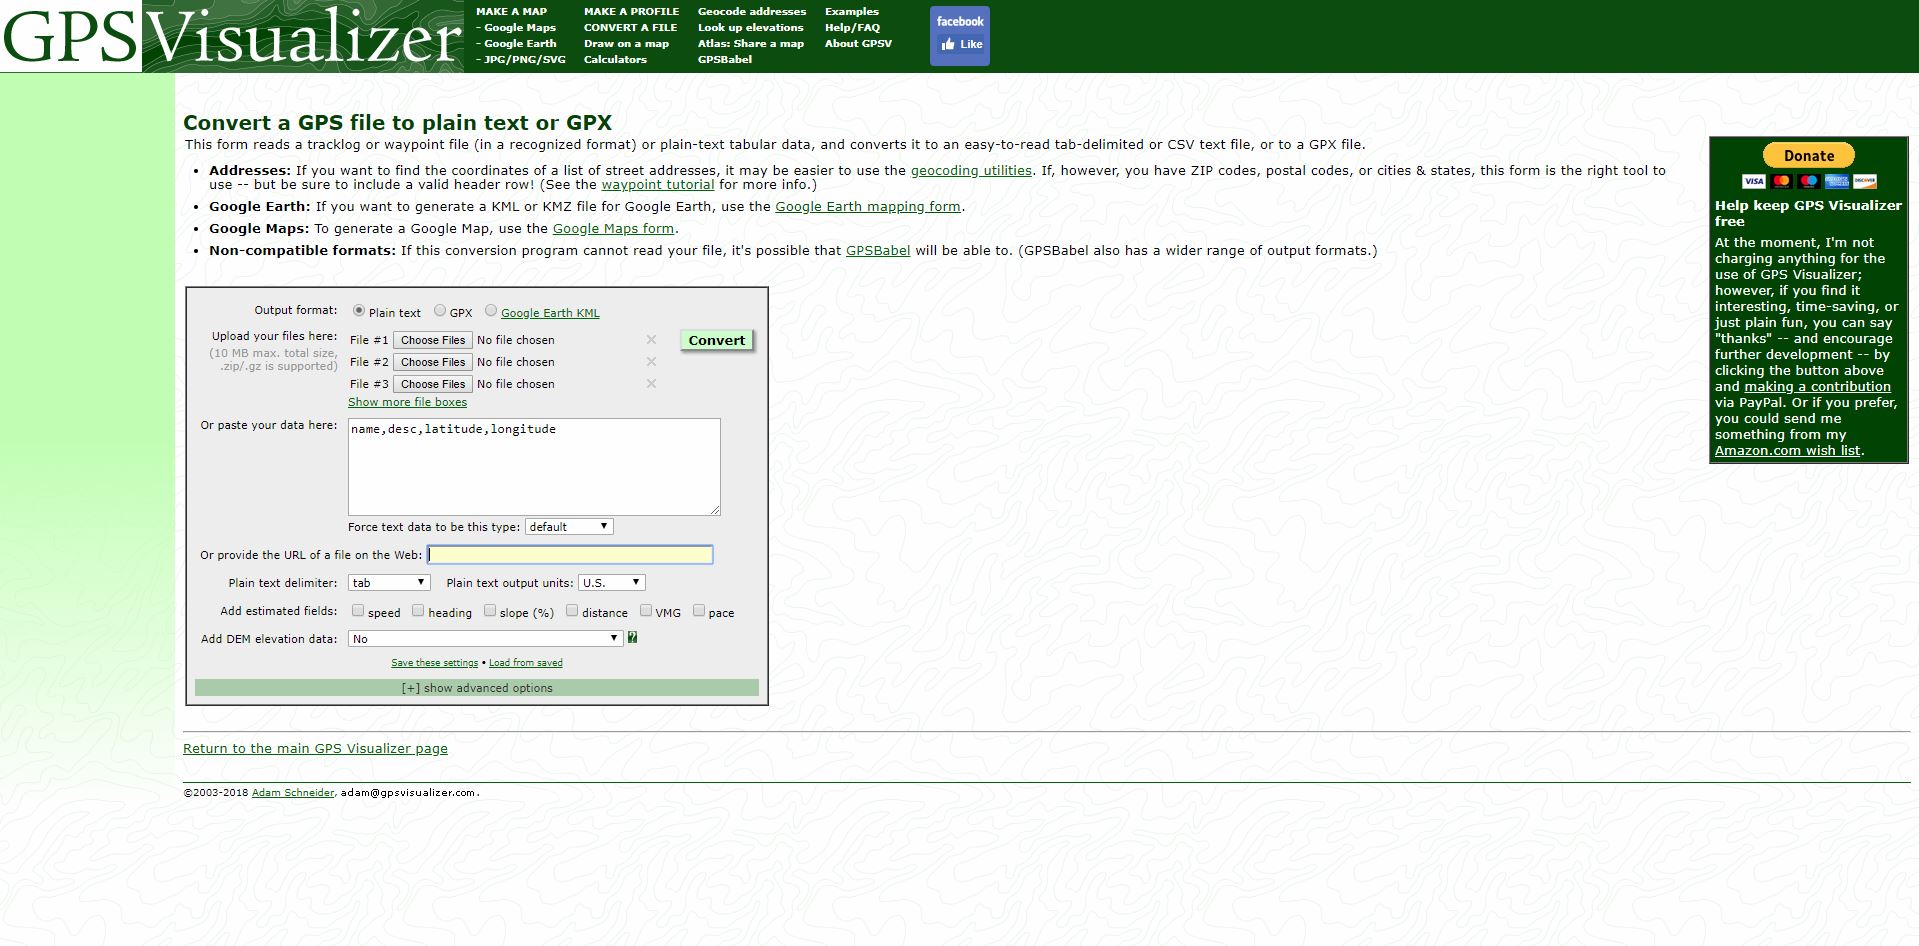 GPSVisualizer
MAKE A MAP
- Google Maps
- Google Earth
- JPG/PNG/SVG
MAKE A PROFILE
CONVERT A FILE
Draw on a map
Calculators
Geocode addresses
Look up elevations
Atlas: Share a map
GPSBabel
Examples
Help/FAQ
About GPSV
facebook
Like
Convert a GPS file to plain text or GPX
This form reads a tracklog or waypoint file (in a recognized format) or plain-text tabular data, and converts it to an easy-to-read tab-delimited or CSV text file, or to a GPX file.
• Addresses: If you want to find the coordinates of a list of street addresses, it may be easier to use the geocoding utilities. If, however, you have ZIP codes, postal codes, or cities & states, this form is the right tool to
use -- but be sure to include a valid header row! (See the waypoint tutorial for more info.)
• Google Earth: If you want to generate a KML or KMZ file for Google Earth, use the Google Earth mapping form.
• Google Maps: To generate a Google Map, use the Google Maps form.
• Non-compatible formats: If this conversion program cannot read your file, it's possible that GPSBabel will be able to. (GPSBabel also has a wider range of output formats.)
Output format: Plain text GPX Google Earth KML
Upload your files here:
(10 MB max. total size,
.zip/.gz is supported)
File #1 Choose Files No file chosen ×
Convert
File #2 Choose Files No file chosen ×
File #3 Choose Files No file chosen ×
Show more file boxes
Or paste your data here:
name,desc,latitude,longitude
Force text data to be this type: default
Or provide the URL of a file on the Web:
Plain text delimiter: tab Plain text output units: U.S.
Add estimated fields: speed heading slope (%) distance VMG pace
Add DEM elevation data: No ?
Save these settings • Load from saved
[+] show advanced options
Return to the main GPS Visualizer page
©2003-2018 Adam Schneider, adam@gpsvisualizer.com.
Donate
VISA MasterCard Maestro AMERICAN EXPRESS DISCOVER
Help keep GPS Visualizer
free
At the moment, I'm not
charging anything for the
use of GPS Visualizer;
however, if you find it
interesting, time-saving, or
just plain fun, you can say
"thanks" -- and encourage
further development -- by
clicking the button above
and making a contribution
via PayPal. Or if you prefer,
you could send me
something from my
Amazon.com wish list.